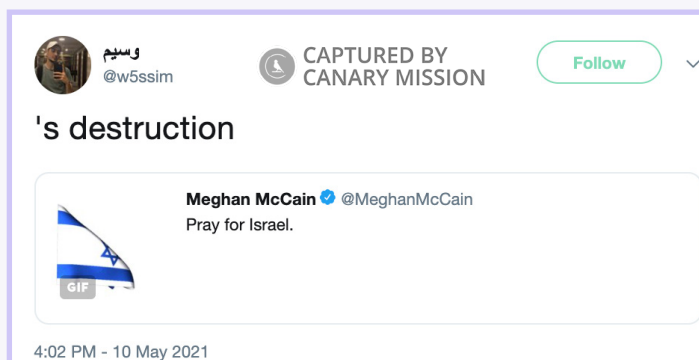 وسيم
@w5ssim
CAPTURED BY
CANARY MISSION
Follow
's destruction
Meghan McCain @MeghanMcCain
Pray for Israel.
GIF
4:02 PM - 10 May 2021